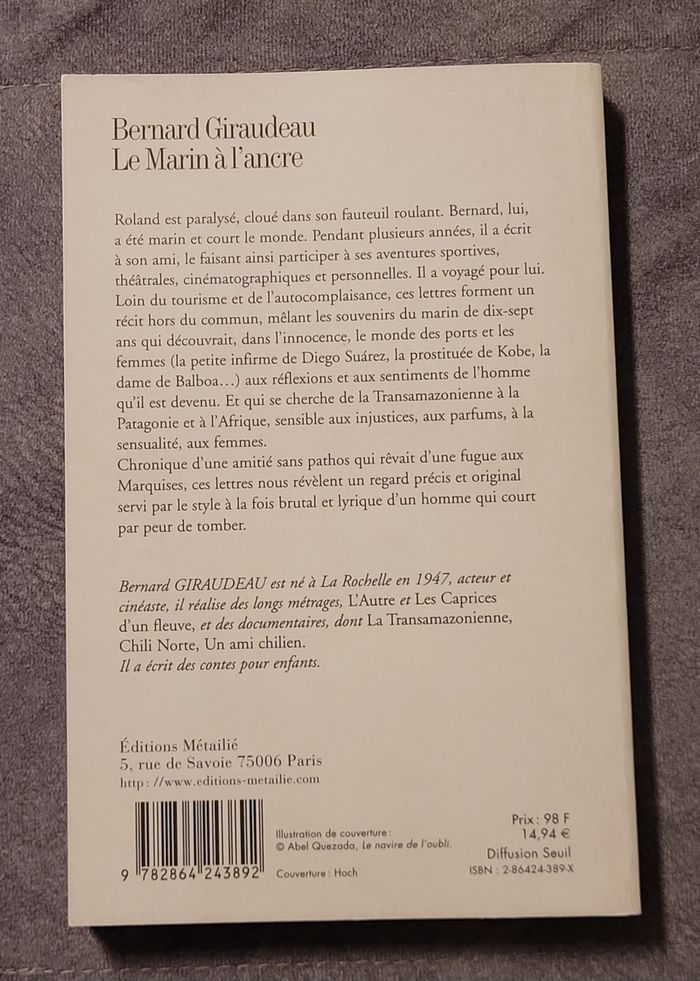 Bernard Giraudeau
Le Marin à l'ancre
Roland est paralysé, cloué dans son fauteuil roulant. Bernard, lui,
a été marin et court le monde. Pendant plusieurs années, il a écrit
à son ami, le faisant ainsi participer à ses aventures sportives,
théâtrales, cinématographiques et personnelles. Il a voyagé pour lui.
Loin du tourisme et de l'autocomplaisance, ces lettres forment un
récit hors du commun, mêlant les souvenirs du marin de dix-sept
ans qui découvrait, dans l'innocence, le monde des ports et les
femmes (la petite infirme de Diego Suárez, la prostituée de Kobe, la
dame de Balboa...) aux réflexions et aux sentiments de l'homme
qu'il est devenu. Et qui se cherche de la Transamazonienne à la
Patagonie et à l'Afrique, sensible aux injustices, aux parfums, à la
sensualité, aux femmes.
Chronique d'une amitié sans pathos qui rêvait d'une fugue aux
Marquises, ces lettres nous révèlent un regard précis et original
servi par le style à la fois brutal et lyrique d'un homme qui court
par peur de tomber.
Bernard GIRAUDEAU est né à La Rochelle en 1947, acteur et
cinéaste, il réalise des longs métrages, L'Autre et Les Caprices
d'un fleuve, et des documentaires, dont La Transamazonienne,
Chili Norte, Un ami chilien.
Il a écrit des contes pour enfants.
Éditions Métailié
5, rue de Savoie 75006 Paris
http://www.editions-metailie.com
9 782864 243892
Illustration de couverture :
© Abel Quezada, Le navire de l'oubli.
Couverture : Hoch
Prix : 98 F
14,94 €
Diffusion Seuil
ISBN : 2-86424-389-X